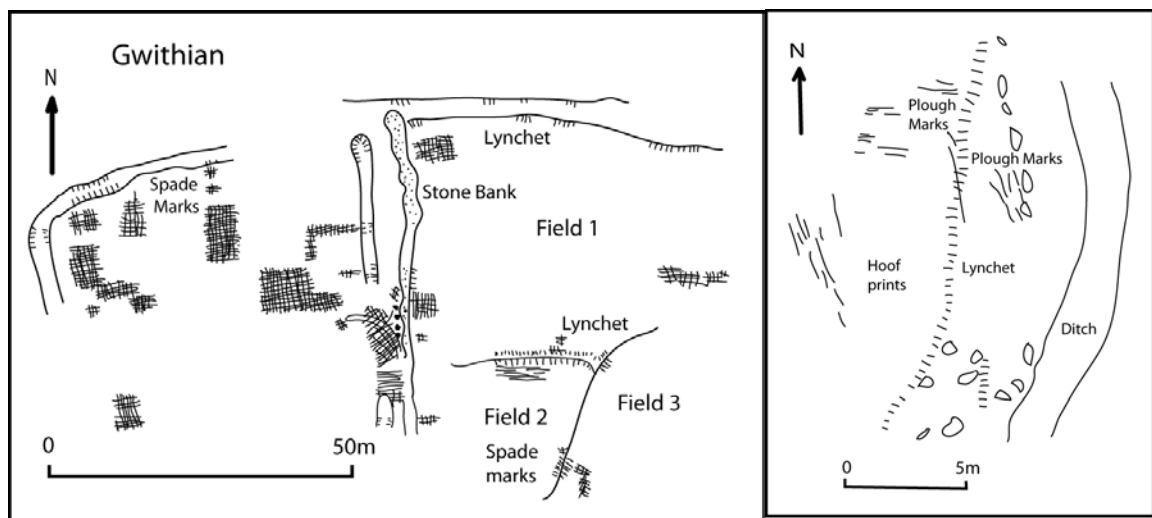 Gwithian
N
Lynchet
Spade
Marks
Stone Bank
Field 1
Lynchet
Field 2
Field 3
Spade
marks
0
50m
N
Plough
Marks
Plough Marks
Hoof
prints
Lynchet
Ditch
0
5m